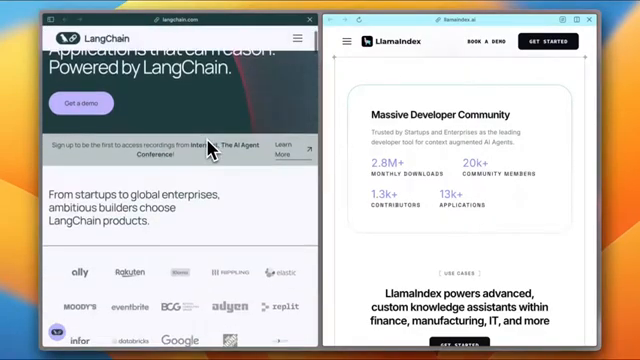 langchain.com
LangChain
Applications that can reason.
Powered by LangChain.
Get a demo
Sign up to be the first to access recordings from The AI Agent
Conference!
Learn
More
From startups to global enterprises,
ambitious builders choose
LangChain products.
ally
Rakuten
Klarna
RIPPLING
elastic
MOODY'S
eventbrite
BCG
adyen
replit
infor
databricks
Google
llamaindex.ai
LlamaIndex
BOOK A DEMO
GET STARTED
Massive Developer Community
Trusted by Startups and Enterprises as the leading
developer tool for context augmented AI Agents.
2.8M+
MONTHLY DOWNLOADS
20k+
COMMUNITY MEMBERS
1.3k+
CONTRIBUTORS
13k+
APPLICATIONS
[ USE CASES ]
LlamaIndex powers advanced,
custom knowledge assistants within
finance, manufacturing, IT, and more
GET STARTED